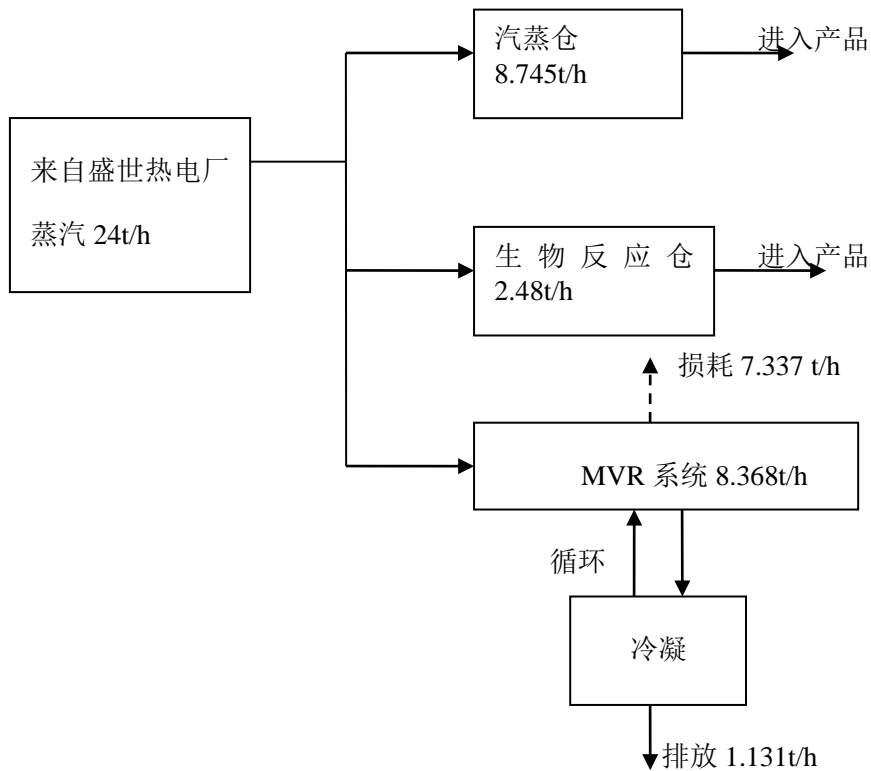 汽蒸仓
8.745t/h
进入产品
来自盛世热电厂
蒸汽 24t/h
生物反应仓
2.48t/h
进入产品
损耗 7.337 t/h
MVR 系统 8.368t/h
循环
冷凝
排放 1.131t/h